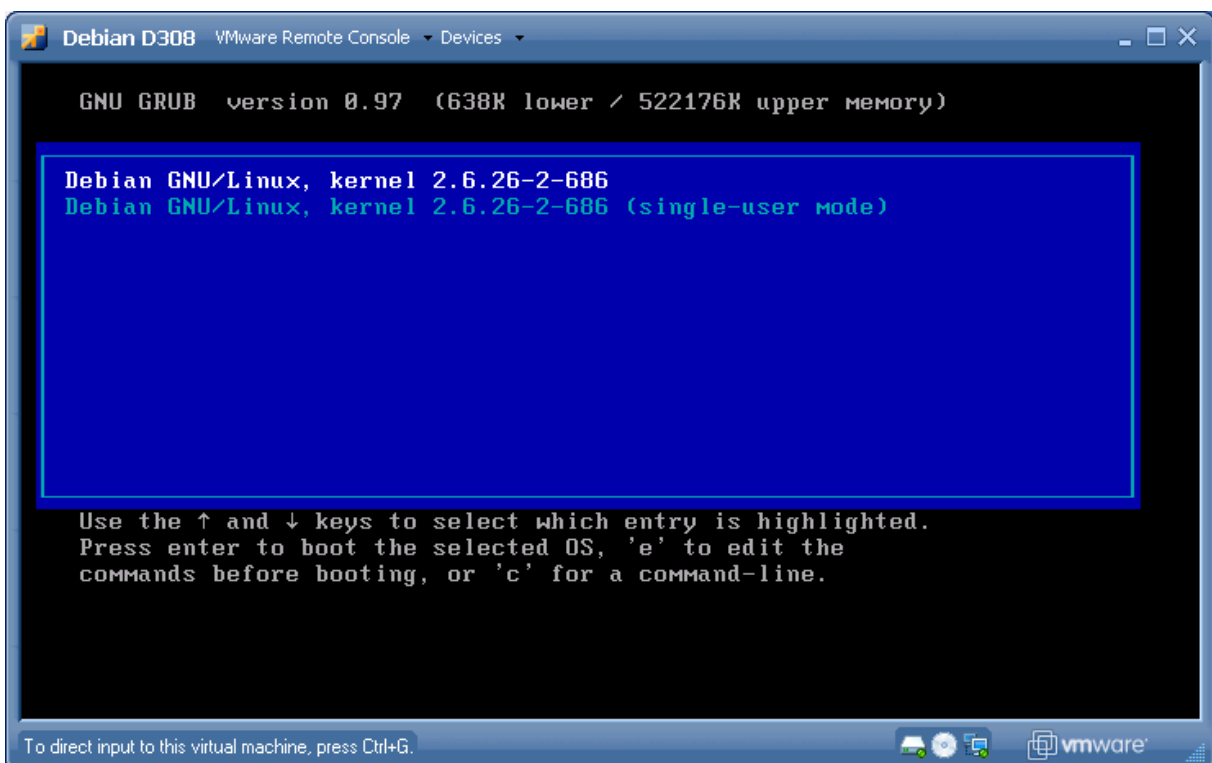 Debian D308 VMware Remote Console Devices
GNU GRUB version 0.97 (638K lower / 522176K upper memory)
Debian GNU/Linux, kernel 2.6.26-2-686
Debian GNU/Linux, kernel 2.6.26-2-686 (single-user mode)
Use the ↑ and ↓ keys to select which entry is highlighted.
Press enter to boot the selected OS, 'e' to edit the
commands before booting, or 'c' for a command-line.
To direct input to this virtual machine, press Ctrl+G.
vmware